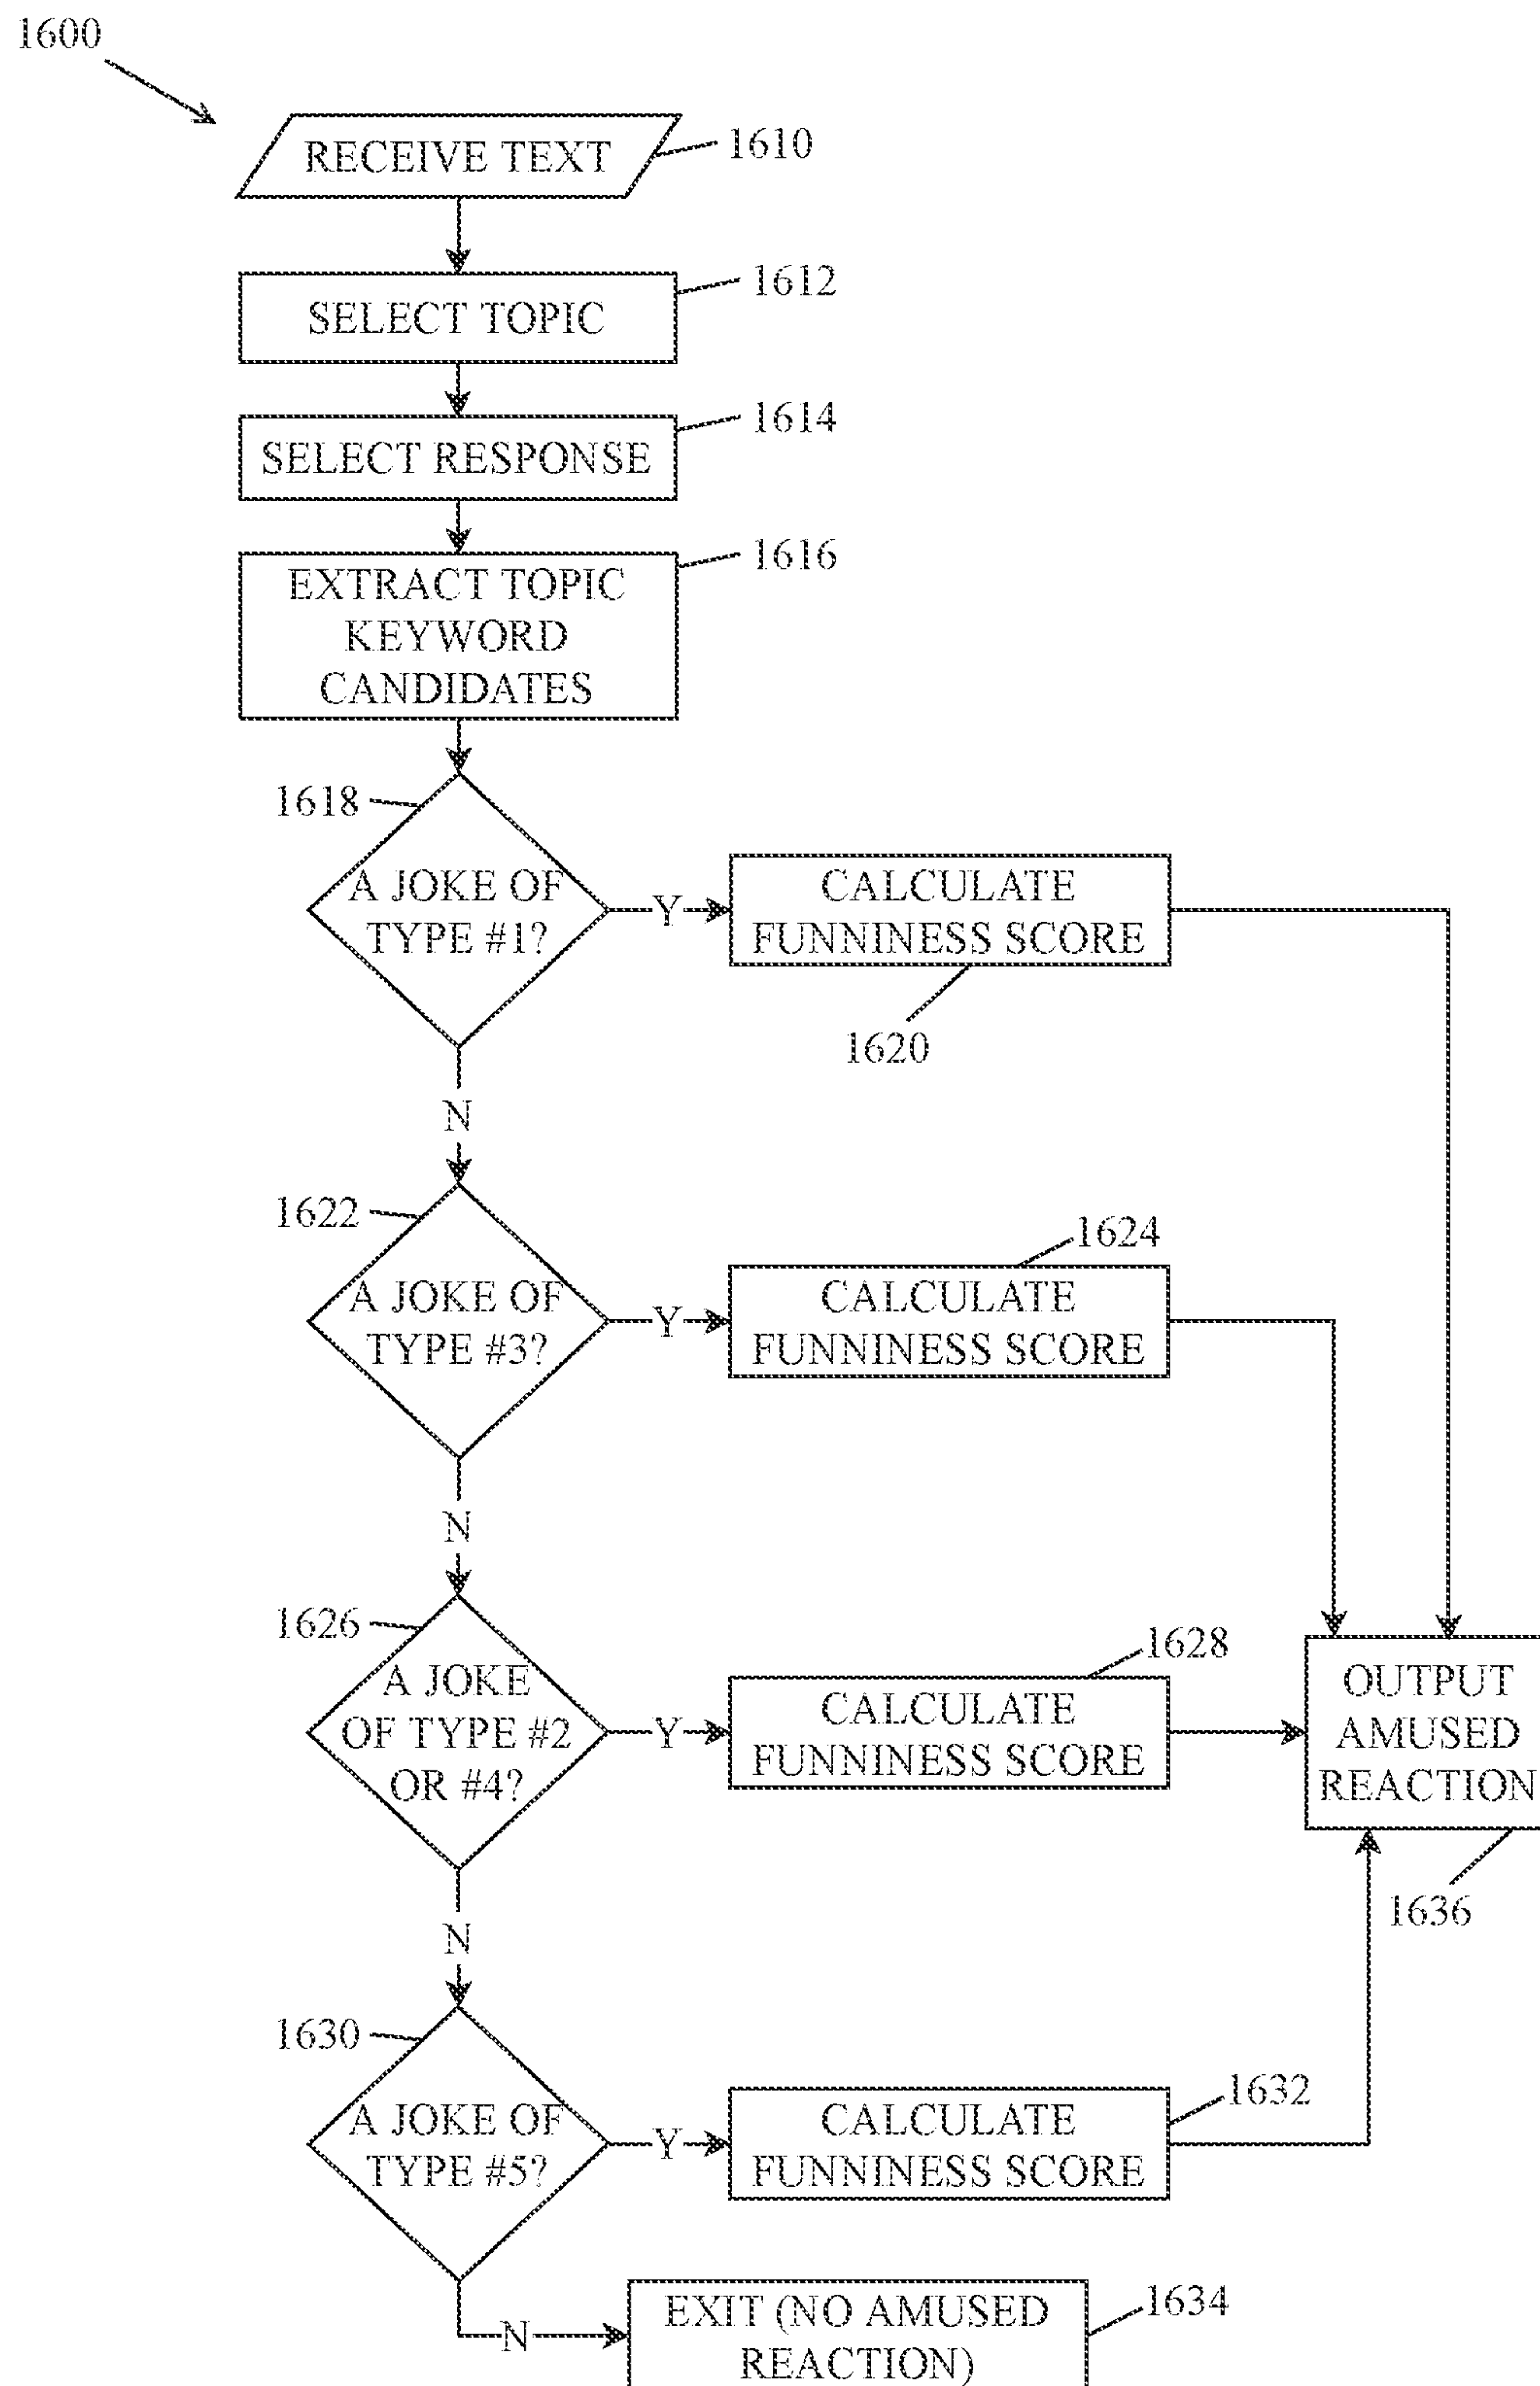 1600
RECEIVE TEXT
1610
SELECT TOPIC
1612
SELECT RESPONSE
1614
EXTRACT TOPIC
KEYWORD
CANDIDATES
1616
1618
A JOKE OF
TYPE #1?
Y
CALCULATE
FUNNINESS SCORE
1620
N
1622
A JOKE OF
TYPE #3?
Y
CALCULATE
FUNNINESS SCORE
1624
N
1626
A JOKE
OF TYPE #2
OR #4?
Y
CALCULATE
FUNNINESS SCORE
1628
OUTPUT
AMUSED
REACTION
1636
N
1630
A JOKE OF
TYPE #5?
Y
CALCULATE
FUNNINESS SCORE
1632
N
EXIT (NO AMUSED
REACTION)
1634